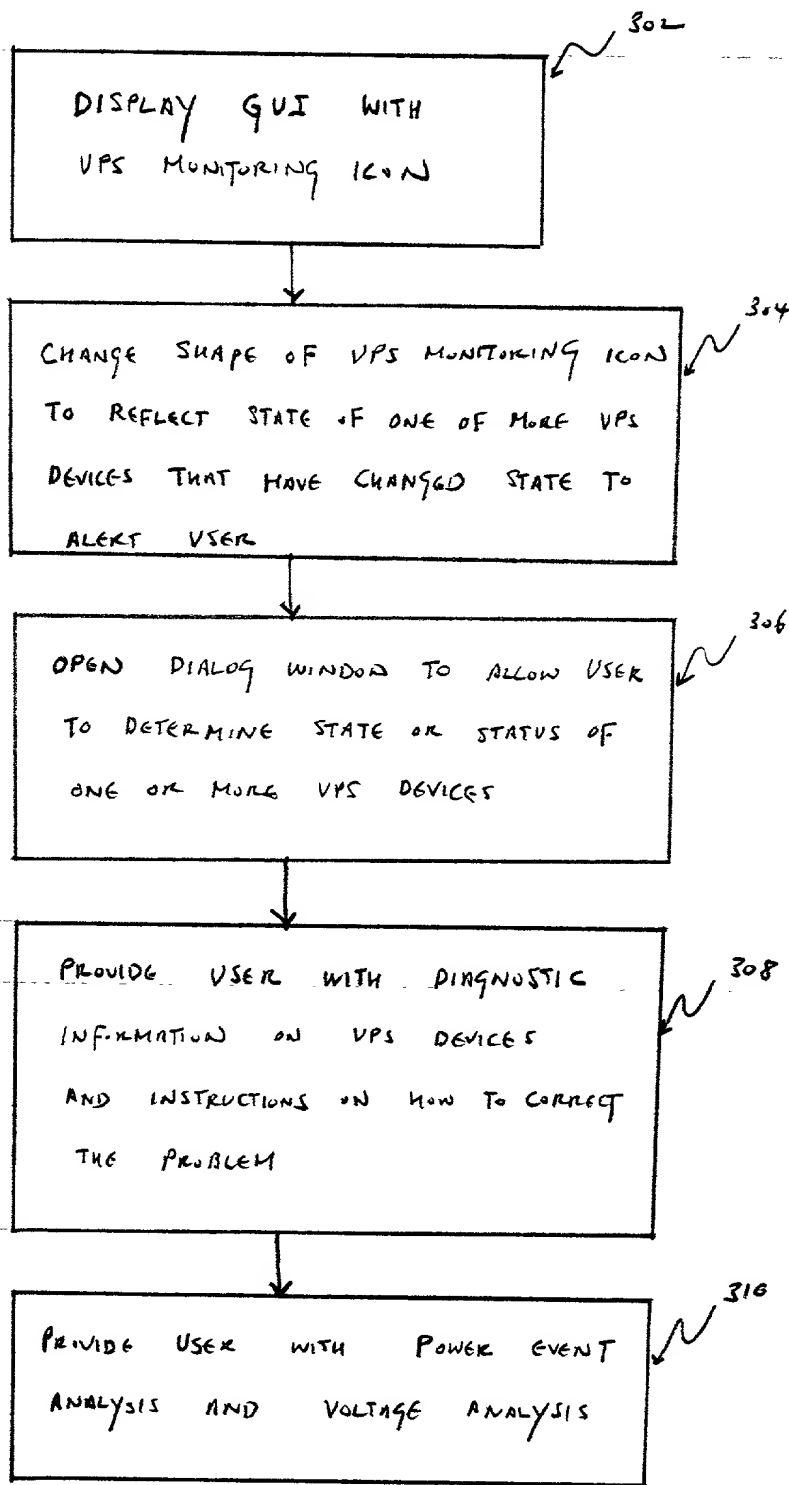 302
DISPLAY GUI WITH
UPS MONITORING ICON
304
CHANGE SHAPE OF UPS MONITORING ICON
TO REFLECT STATE OF ONE OF MORE UPS
DEVICES THAT HAVE CHANGED STATE TO
ALERT USER
306
OPEN DIALOG WINDOW TO ALLOW USER
TO DETERMINE STATE OR STATUS OF
ONE OR MORE UPS DEVICES
308
PROVIDE USER WITH DIAGNOSTIC
INFORMATION ON UPS DEVICES
AND INSTRUCTIONS ON HOW TO CORRECT
THE PROBLEM
310
PROVIDE USER WITH POWER EVENT
ANALYSIS AND VOLTAGE ANALYSIS